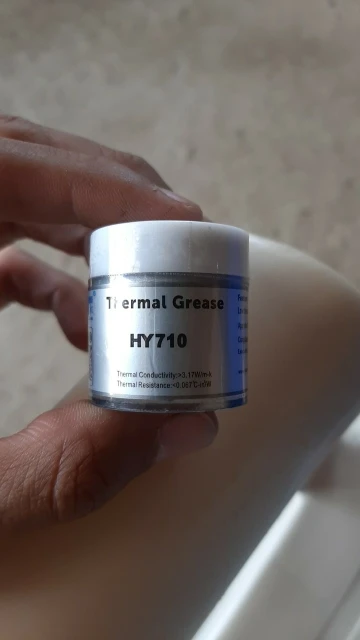 Thermal Grease
HY710
Thermal Conductivity:>3.17W/m-k
Thermal Resistance:<0.067℃-in²/W